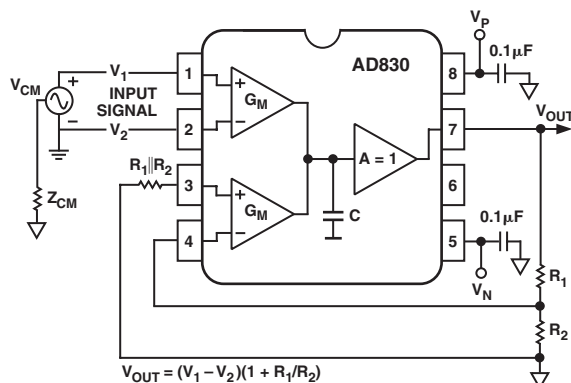 V_P
AD830
0.1µF
V_1
1
8
V_CM
+
INPUT
SIGNAL
+
G_M
−
−
V_2
2
7
V_OUT
A = 1
R_1||R_2
3
+
G_M
6
Z_CM
C
0.1µF
4
−
5
R_1
V_N
R_2
V_OUT = (V_1 – V_2)(1 + R_1/R_2)